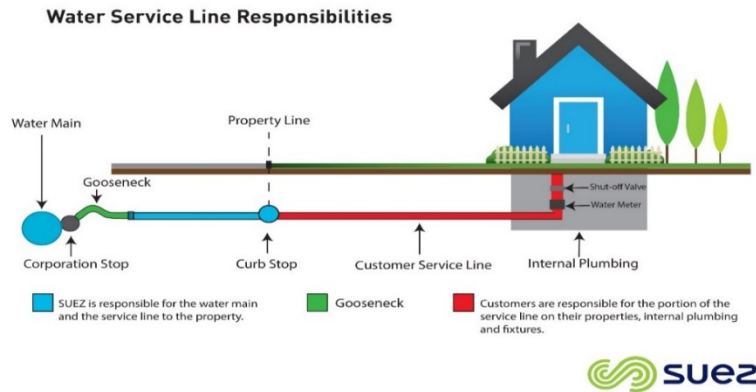 Water Service Line Responsibilities
Water Main
Property Line
Gooseneck
Shut-off Valve
Water Meter
Corporation Stop
Curb Stop
Customer Service Line
Internal Plumbing
SUEZ is responsible for the water main
and the service line to the property.
Gooseneck
Customers are responsible for the portion of the
service line on their properties, internal plumbing
and fixtures.
suez